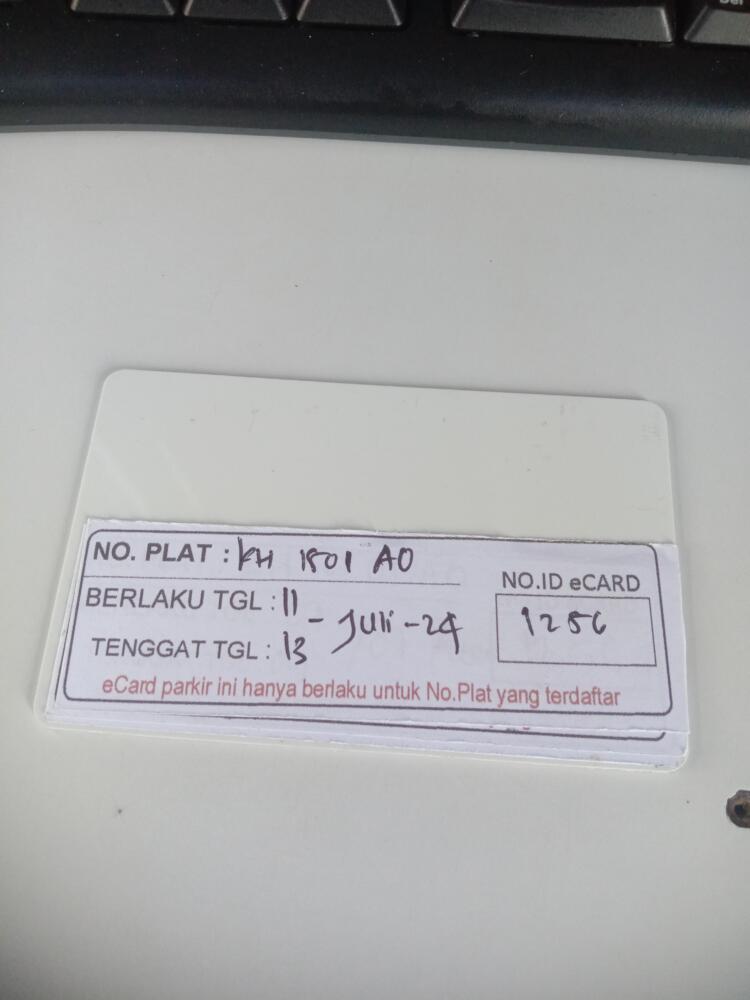 NO. PLAT : KH 1801 AO
BERLAKU TGL : 11
- Juli - 24
TENGGAT TGL : 13
NO.ID eCARD
1256
eCard parkir ini hanya berlaku untuk No.Plat yang terdaftar